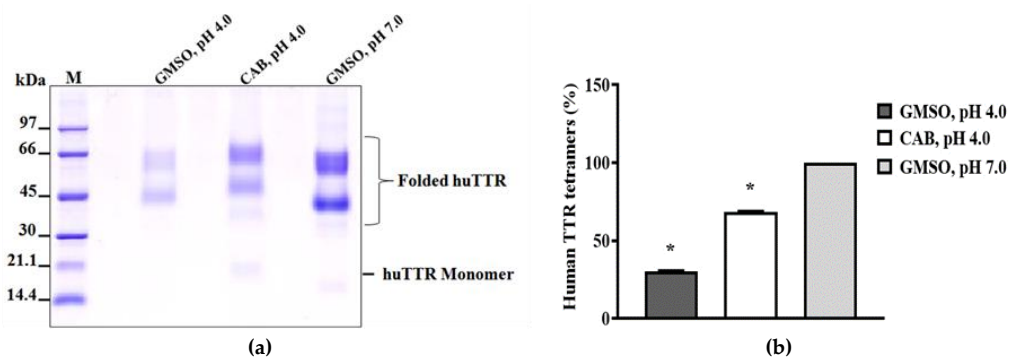 GMSO, pH 4.0
CAB, pH 4.0
GMSO, pH 7.0
kDa M
97
66
45
30
21.1
14.4
Folded huTTR
huTTR Monomer
(a)
Human TTR tetramers (%)
150
100
50
0
*
*
GMSO, pH 4.0
CAB, pH 4.0
GMSO, pH 7.0
(b)